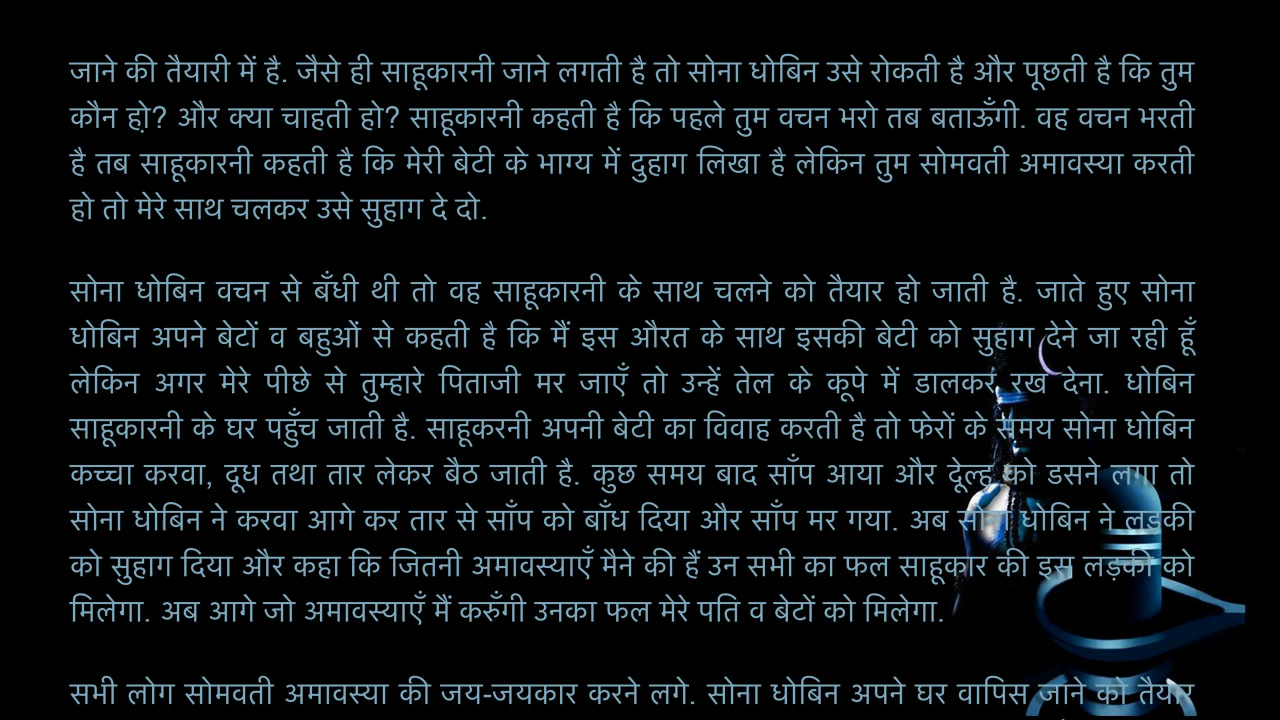 जाने की तैयारी में है. जैसे ही साहूकारनी जाने लगती है तो सोना धोबिन उसे रोकती है और पूछती है कि तुम
कौन हो़? और क्या चाहती हो? साहूकारनी कहती है कि पहले तुम वचन भरो तब बताऊँगी. वह वचन भरती
है तब साहूकारनी कहती है कि मेरी बेटी के भाग्य में दुहाग लिखा है लेकिन तुम सोमवती अमावस्या करती
हो तो मेरे साथ चलकर उसे सुहाग दे दो.
सोना धोबिन वचन से बँधी थी तो वह साहूकारनी के साथ चलने को तैयार हो जाती है. जाते हुए सोना
धोबिन अपने बेटों व बहुओं से कहती है कि मैं इस औरत के साथ इसकी बेटी को सुहाग देने जा रही हूँ
लेकिन अगर मेरे पीछे से तुम्हारे पिताजी मर जाएँ तो उन्हें तेल के कूपे में डालकर रख देना. धोबिन
साहूकारनी के घर पहुँच जाती है. साहूकरनी अपनी बेटी का विवाह करती है तो फेरों के समय सोना धोबिन
कच्चा करवा, दूध तथा तार लेकर बैठ जाती है. कुछ समय बाद साँप आया और दूेल्ह को डसने लगा तो
सोना धोबिन ने करवा आगे कर तार से साँप को बाँध दिया और साँप मर गया. अब सोना धोबिन ने लड़की
को सुहाग दिया और कहा कि जितनी अमावस्याएँ मैने की हैं उन सभी का फल साहूकार की इस लड़की को
मिलेगा. अब आगे जो अमावस्याएँ मैं करुँगी उनका फल मेरे पति व बेटों को मिलेगा.
सभी लोग सोमवती अमावस्या की जय-जयकार करने लगे. सोना धोबिन अपने घर वापिस जाने को तैयार